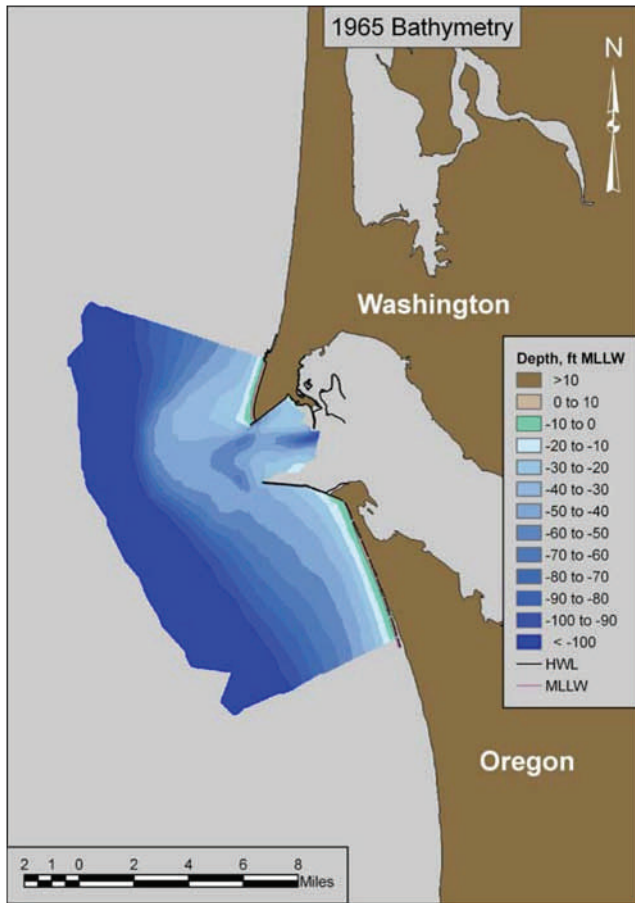 1965 Bathymetry
N
Washington
Depth, ft MLLW
>10
0 to 10
-10 to 0
-20 to -10
-30 to -20
-40 to -30
-50 to -40
-60 to -50
-70 to -60
-80 to -70
-90 to -80
-100 to -90
< -100
HWL
MLLW
Oregon
2 1 0 2 4 6 8
Miles